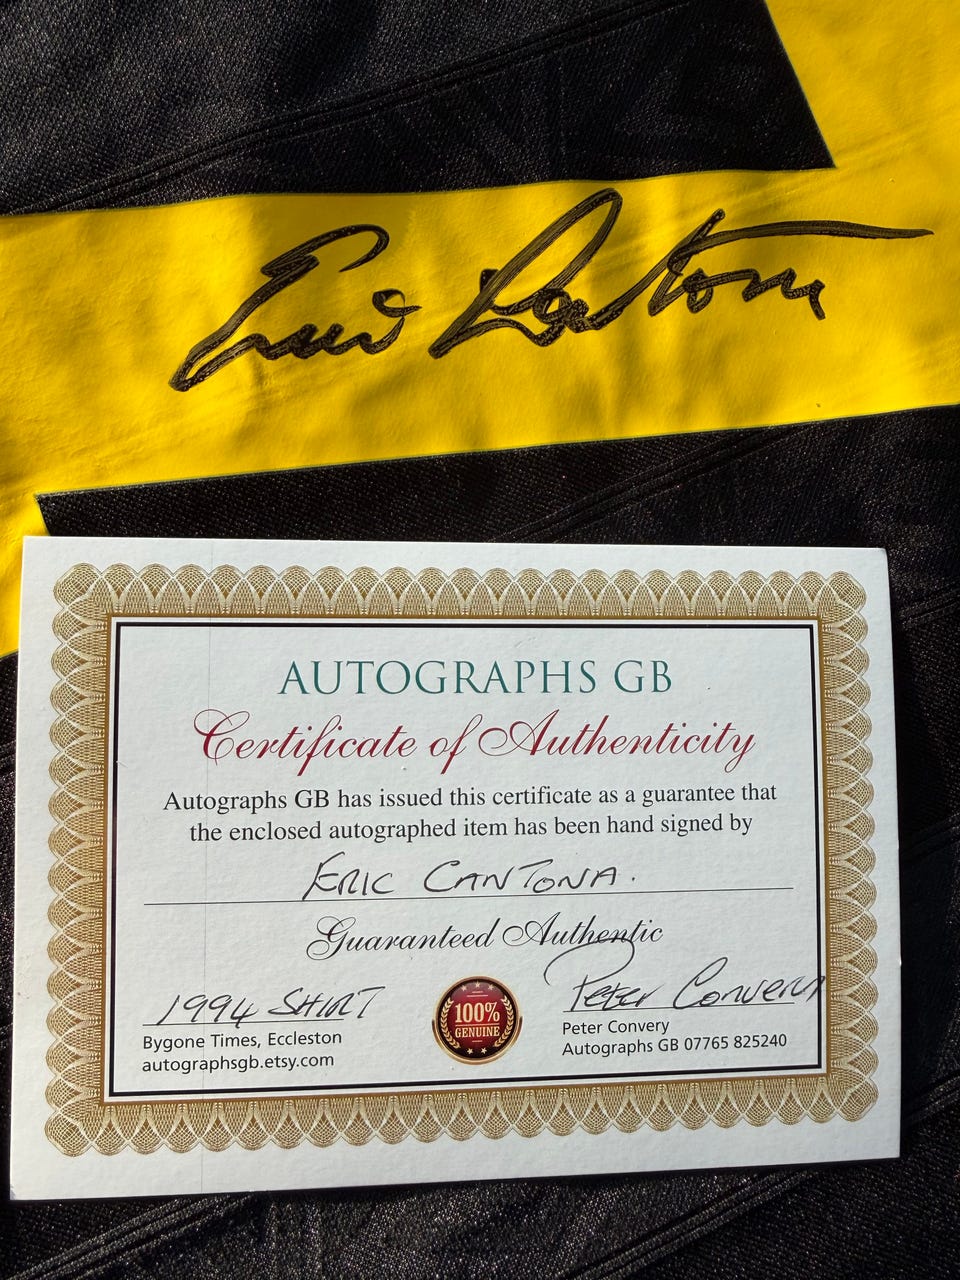 Eric Cantona
AUTOGRAPHS GB
Certificate of Authenticity
Autographs GB has issued this certificate as a guarantee that
the enclosed autographed item has been hand signed by
ERIC CANTONA.
Guaranteed Authentic
1994 SHIRT
Peter Convery
100%
GENUINE
Bygone Times, Eccleston
autographsgb.etsy.com
Peter Convery
Autographs GB 07765 825240